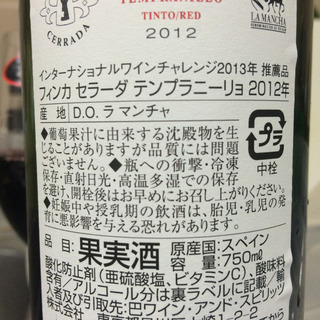 CERRADA
TEMPRANILLO
TINTO/RED
2012
LA MANCHA
インターナショナルワインチャレンジ2013年 推薦品
フィンカ セラーダ テンプラニーリョ 2012年
産 地 D.O. ラ マンチャ
◆葡萄果汁に由来する沈殿物を生
じることがありますが品質には問題
ございません。◆瓶への衝撃・冷凍
保存・直射日光・高温多湿での保存
を避け、開栓後はお早めにお召し上がりください。
◆妊娠中や授乳期の飲酒は、胎児・乳児の発
育に悪影響を与える恐れがあります。
プラ
中栓
品目 果実酒 原産国:スペイン
容量:750ml
酸化防止剤(亜硫酸塩、ビタミンC)、酸味料
含有/アルコール分は裏ラベルに記載/輸
入者及び引取先:巴ワイン・アンド・スピリッツ
株式会社